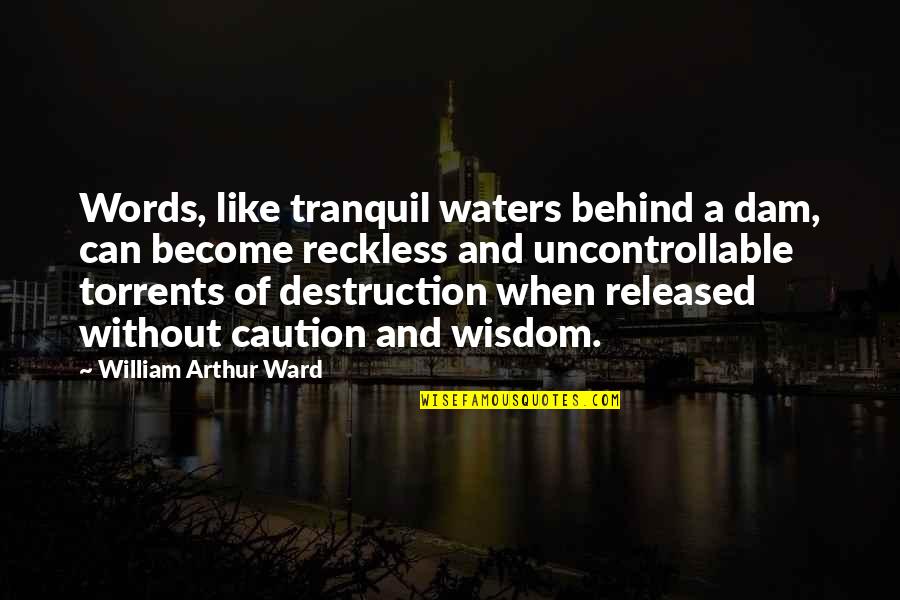 Words, like tranquil waters behind a dam,
can become reckless and uncontrollable
torrents of destruction when released
without caution and wisdom.
~ William Arthur Ward
WISEFAMOUSQUOTES.COM